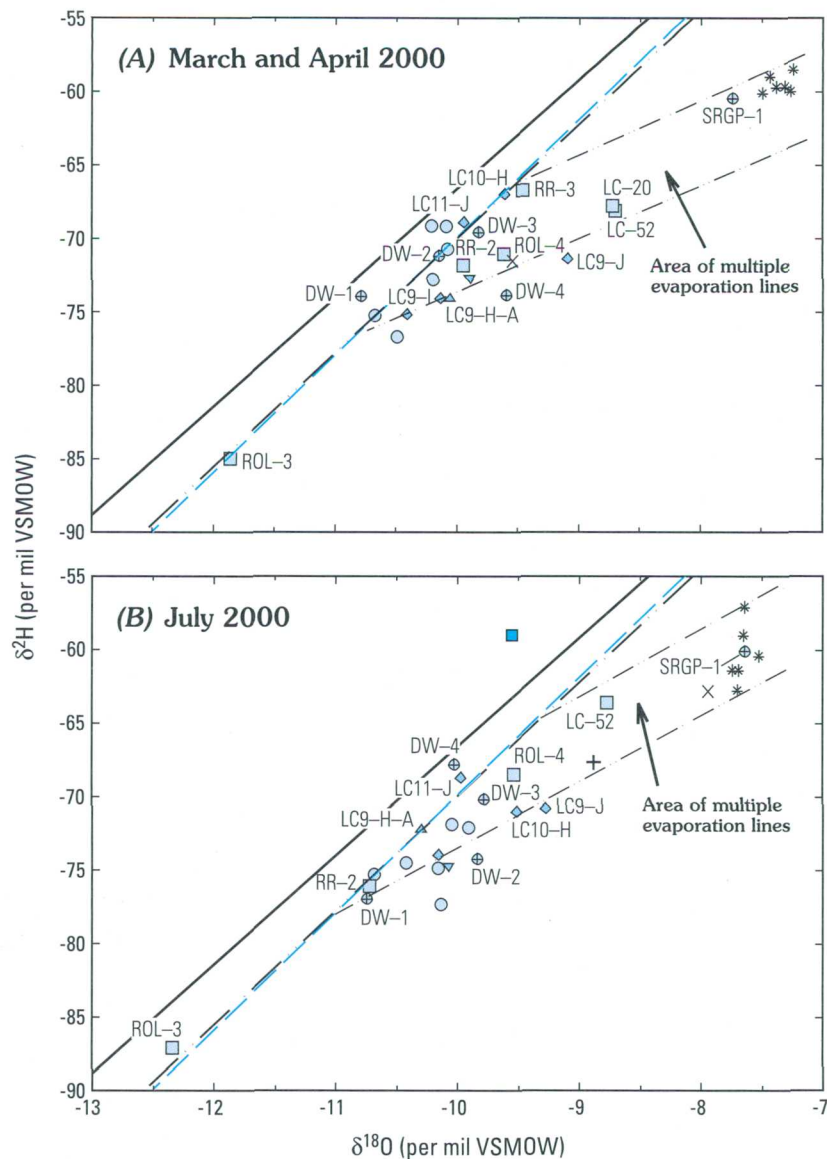 (A) March and April 2000
-55
-60
-65
-70
-75
-80
-85
-90
SRGP–1
LC10–H
RR–3
LC–20
LC–52
LC11–J
DW–3
DW–2
RR–2
ROL–4
LC9–J
Area of multiple
evaporation lines
DW–1
LC9–I
LC9–H–A
DW–4
ROL–3
δ2H (per mil VSMOW)
(B) July 2000
-55
-60
-65
-70
-75
-80
-85
-90
SRGP–1
LC–52
DW–4
ROL–4
LC11–J
DW–3
LC9–J
LC9–H–A
LC10–H
Area of multiple
evaporation lines
RR–2
DW–2
DW–1
ROL–3
-13
-12
-11
-10
-9
-8
-7
δ18O (per mil VSMOW)